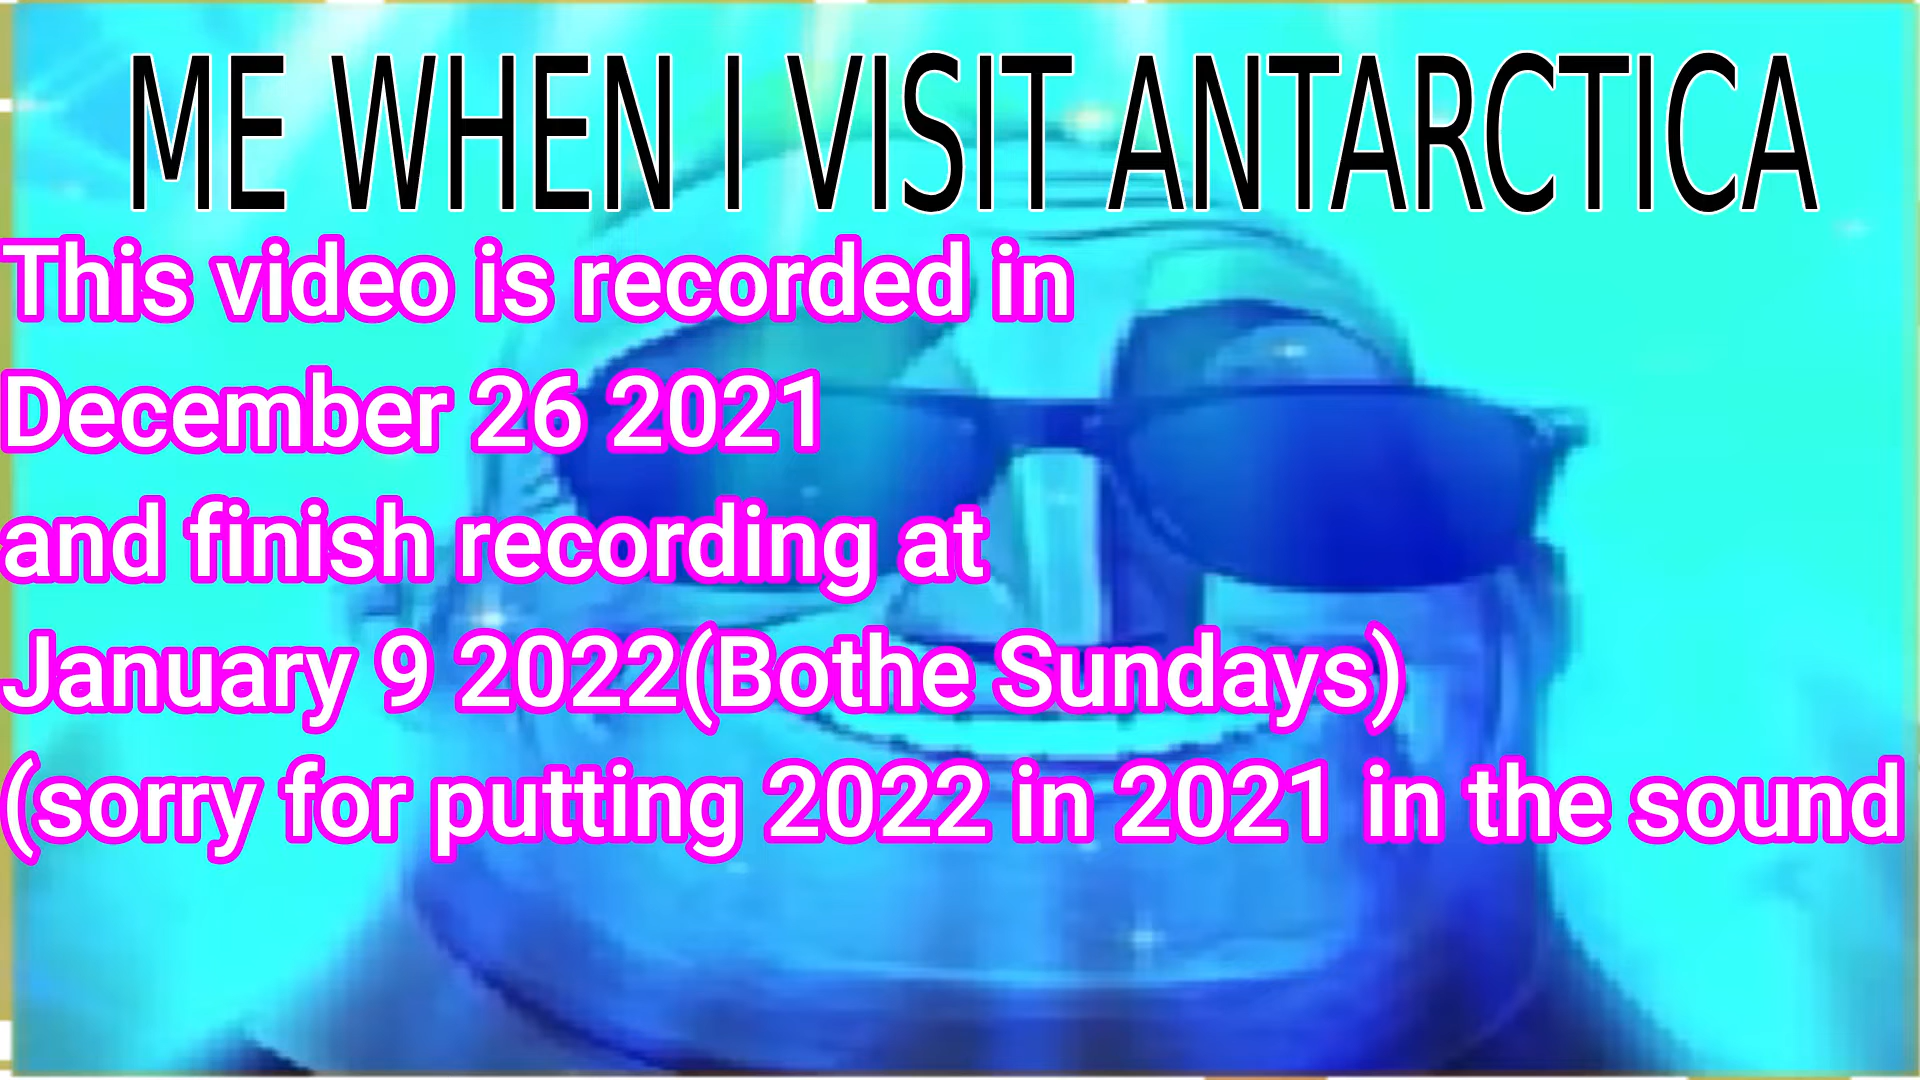 ME WHEN I VISIT ANTARCTICA
This video is recorded in
December 26 2021
and finish recording at
January 9 2022(Bothe Sundays)
(sorry for putting 2022 in 2021 in the sound